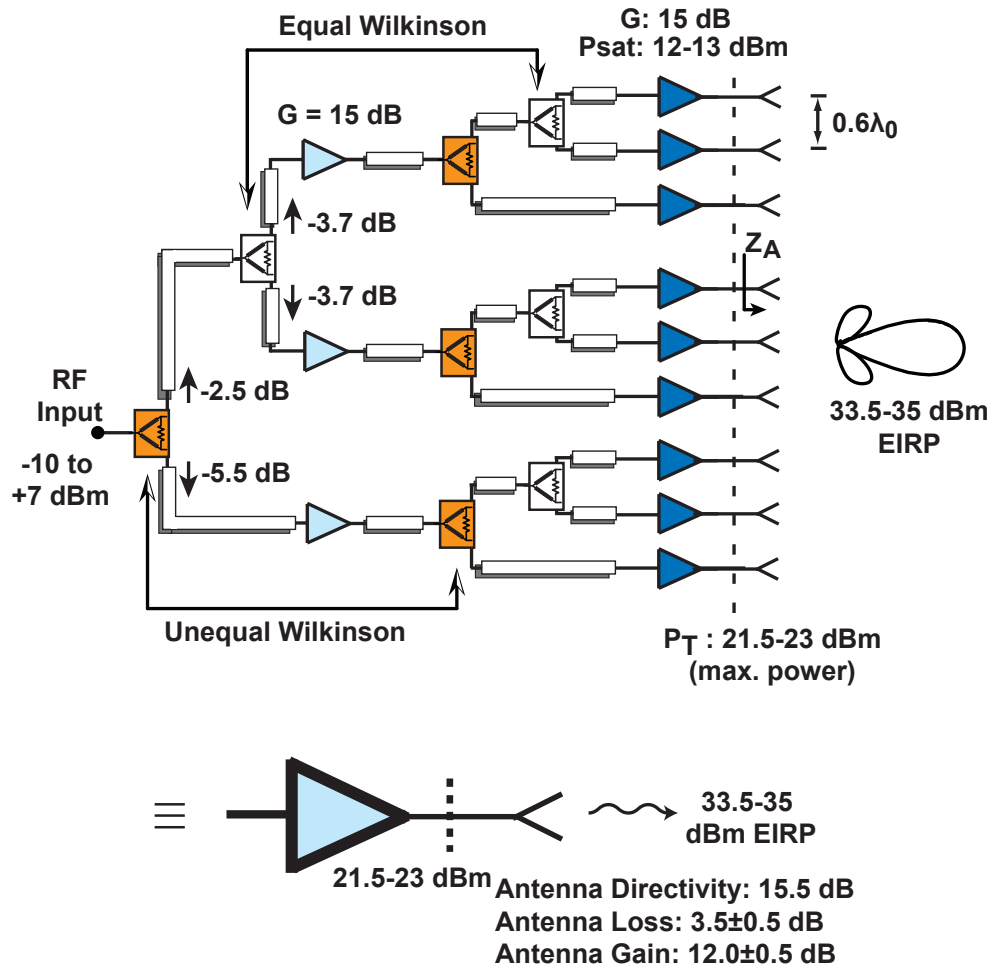 Equal Wilkinson
G: 15 dB
Psat: 12-13 dBm
G = 15 dB
0.6λ0
-3.7 dB
ZA
-3.7 dB
RF
Input
-2.5 dB
-10 to
+7 dBm
-5.5 dB
33.5-35 dBm
EIRP
Unequal Wilkinson
PT : 21.5-23 dBm
(max. power)
33.5-35
dBm EIRP
21.5-23 dBm
Antenna Directivity: 15.5 dB
Antenna Loss: 3.5±0.5 dB
Antenna Gain: 12.0±0.5 dB